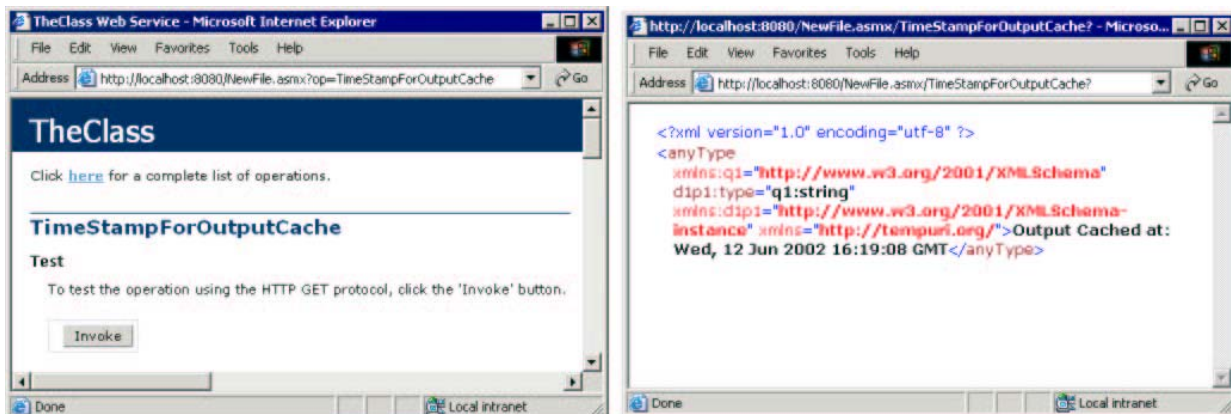 TheClass Web Service - Microsoft Internet Explorer
File Edit View Favorites Tools Help
Address http://localhost:8080/NewFile.asmx?op=TimeStampForOutputCache Go
TheClass
Click here for a complete list of operations.
TimeStampForOutputCache
Test
To test the operation using the HTTP GET protocol, click the 'Invoke' button.
Invoke
Done Local intranet
http://localhost:8080/NewFile.asmx/TimeStampForOutputCache? - Microso...
File Edit View Favorites Tools Help
Address http://localhost:8080/NewFile.asmx/TimeStampForOutputCache? Go
<?xml version="1.0" encoding="utf-8" ?>
<anyType
xmlns:q1="http://www.w3.org/2001/XMLSchema"
d1p1:type="q1:string"
xmlns:d1p1="http://www.w3.org/2001/XMLSchema-
instance" xmlns="http://tempuri.org/">Output Cached at:
Wed, 12 Jun 2002 16:19:08 GMT</anyType>
Done Local intranet